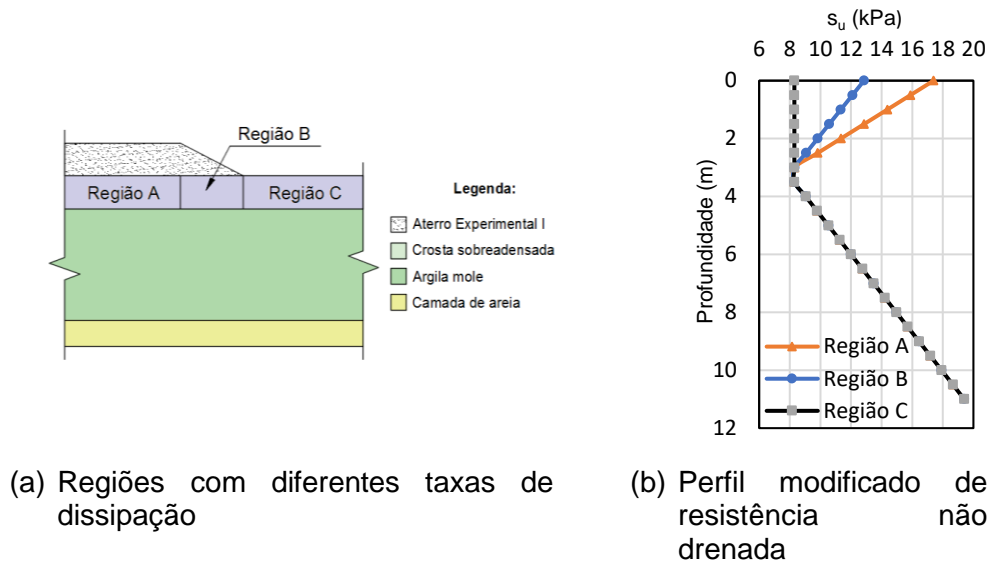 Região B
Região A
Região C
Legenda:
Aterro Experimental I
Crosta sobreadensada
Argila mole
Camada de areia
s_u (kPa)
6 8 10 12 14 16 18 20
0
2
4
6
8
10
12
Profundidade (m)
Região A
Região B
Região C
(a) Regiões com diferentes taxas de
dissipação
(b) Perfil modificado de
resistência não
drenada